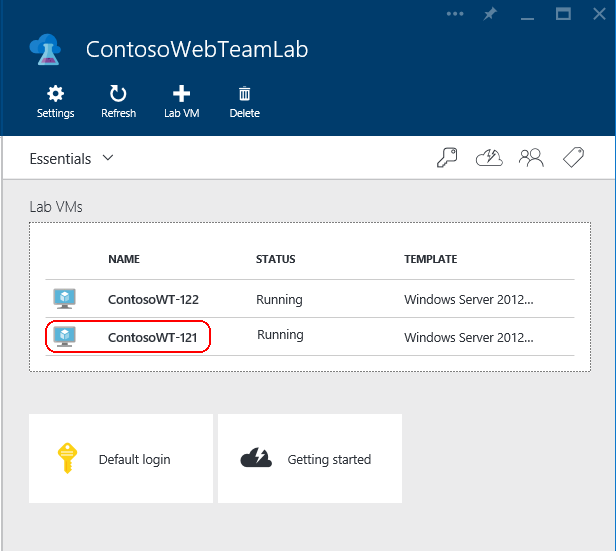 ContosoWebTeamLab
Settings Refresh Lab VM Delete
Essentials
Lab VMs
NAME STATUS TEMPLATE
ContosoWT-122 Running Windows Server 2012...
ContosoWT-121 Running Windows Server 2012...
Default login Getting started